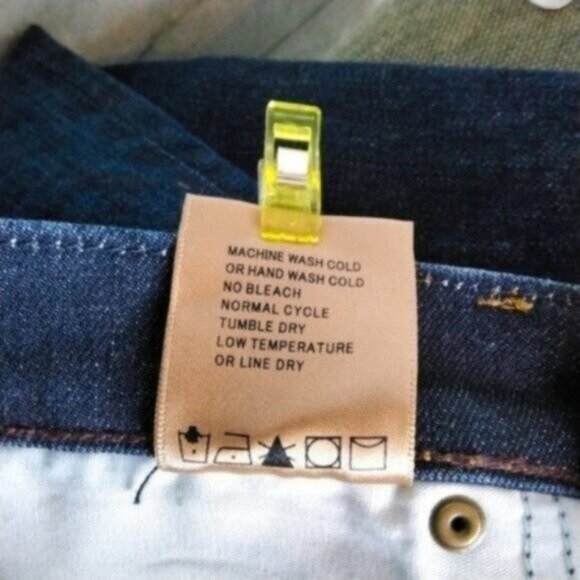 MACHINE WASH COLD
OR HAND WASH COLD
NO BLEACH
NORMAL CYCLE
TUMBLE DRY
LOW TEMPERATURE
OR LINE DRY